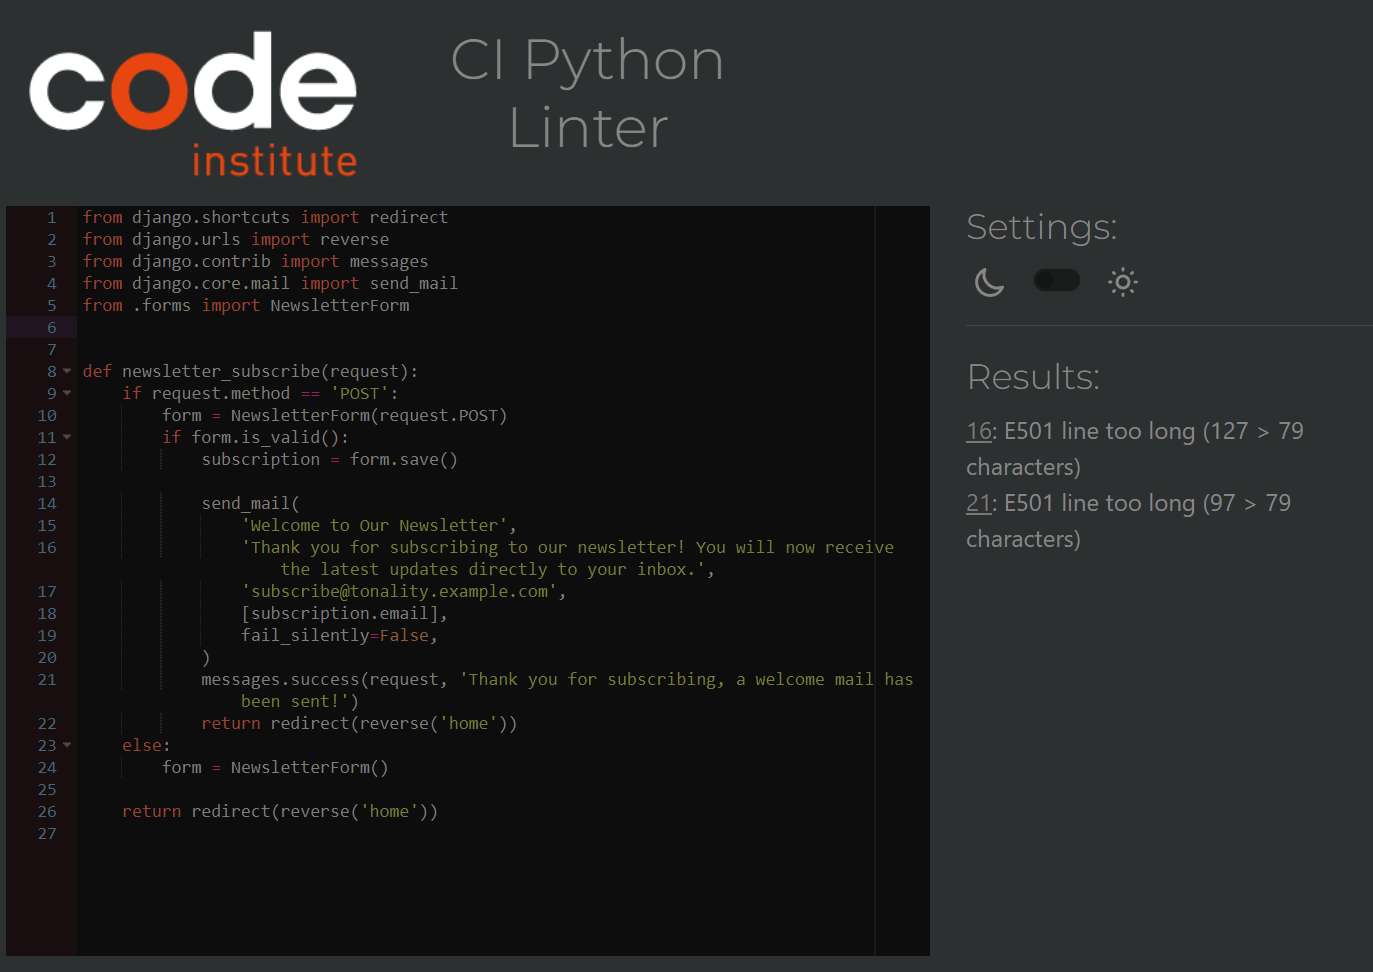 code
institute
CI Python
Linter
1 from django.shortcuts import redirect
2 from django.urls import reverse
3 from django.contrib import messages
4 from django.core.mail import send_mail
5 from .forms import NewsletterForm
6
7
8 def newsletter_subscribe(request):
9     if request.method == 'POST':
10         form = NewsletterForm(request.POST)
11         if form.is_valid():
12             subscription = form.save()
13
14             send_mail(
15                 'Welcome to Our Newsletter',
16                 'Thank you for subscribing to our newsletter! You will now receive
the latest updates directly to your inbox.',
17                 'subscribe@tonality.example.com',
18                 [subscription.email],
19                 fail_silently=False,
20             )
21             messages.success(request, 'Thank you for subscribing, a welcome mail has
been sent!')
22             return redirect(reverse('home'))
23     else:
24         form = NewsletterForm()
25
26     return redirect(reverse('home'))
27
Settings:
Results:
16: E501 line too long (127 > 79
characters)
21: E501 line too long (97 > 79
characters)